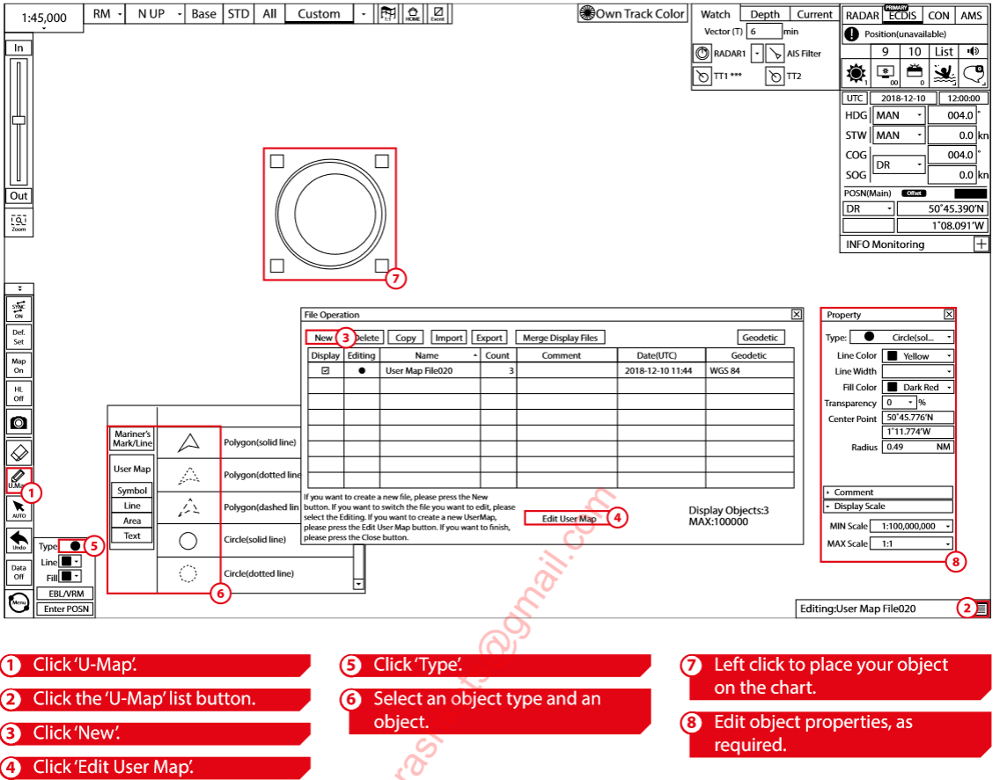 1:45,000
RM
N UP
Base
STD
All
Custom
1:1
HOME
Event
Own Track Color
Watch
Depth
Current
Vector (T) 6 min
RADAR1
AIS Filter
TT1 ***
TT2
PRIMARY
RADAR ECDIS CON AMS
Position(unavailable)
9 10 List
1 00 0
UTC 2018-12-10 12:00:00
HDG MAN 004.0 °
STW MAN 0.0 kn
COG 004.0 °
DR
SOG 0.0 kn
POSN(Main) Offset
DR 50˚45.390'N
1˚08.091'W
INFO Monitoring
In
Out
Zoom
SYNC
ON
Def.
Set
Map
On
HL
Off
U.Ma
1
AUTO
Undo
Data
Off
Menu
Type 5
Line
Fill
EBL/VRM
Enter POSN
7
Mariner's
Mark/Line
User Map
Symbol
Line
Area
Text
Polygon(solid line)
Polygon(dotted line
Polygon(dashed lin
Circle(solid line)
Circle(dotted line)
6
File Operation
New 3 Delete Copy Import Export Merge Display Files Geodetic
Display Editing Name Count Comment Date(UTC) Geodetic
User Map File020 3 2018-12-10 11:44 WGS 84
If you want to create a new file, please press the New
button. If you want to switch the file you want to edit, please
select the Editing. If you want to create a new UserMap,
please press the Edit User Map button. If you want to finish,
please press the Close button.
Edit User Map 4
Display Objects:3
MAX:100000
Property
Type: Circle(sol...
Line Color Yellow
Line Width
Fill Color Dark Red
Transparency 0 %
Center Point 50˚45.776'N
1˚11.774'W
Radius 0.49 NM
Comment
Display Scale
MIN Scale 1:100,000,000
MAX Scale 1:1
8
Editing:User Map File020 2
1 Click 'U-Map'.
2 Click the 'U-Map' list button.
3 Click 'New'.
4 Click 'Edit User Map'.
5 Click 'Type'.
6 Select an object type and an
object.
7 Left click to place your object
on the chart.
8 Edit object properties, as
required.
@gmail.com